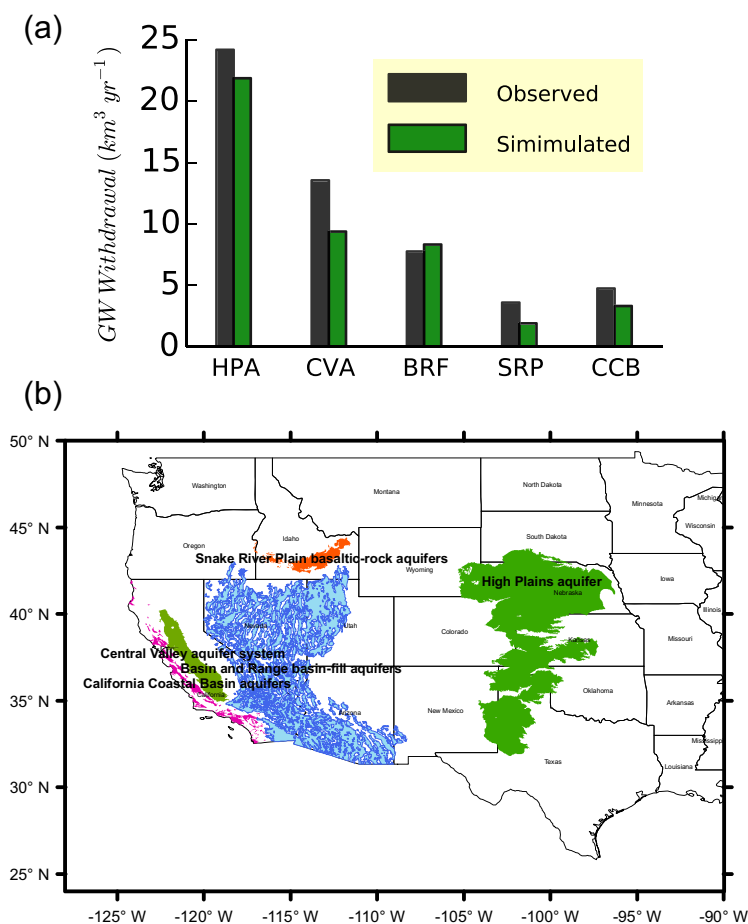 (a)
GW Withdrawal (km³ yr⁻¹)
25
20
15
10
5
0
Observed
Simimulated
HPA CVA BRF SRP CCB
(b)
50° N
45° N
40° N
35° N
30° N
25° N
Washington
Montana
North Dakota
Minnesota
Michig
Wisconsin
Oregon
Idaho
South Dakota
Snake River Plain basaltic-rock aquifers
Wyoming
High Plains aquifer
Iowa
Nebraska
Illinois
Nevada
Utah
Colorado
Kansas
Missouri
Central Valley aquifer system
Basin and Range basin-fill aquifers
California Coastal Basin aquifers
California
Arizona
New Mexico
Oklahoma
Arkansas
Mississipp
Texas
Louisiana
-125° W -120° W -115° W -110° W -105° W -100° W -95° W -90° W